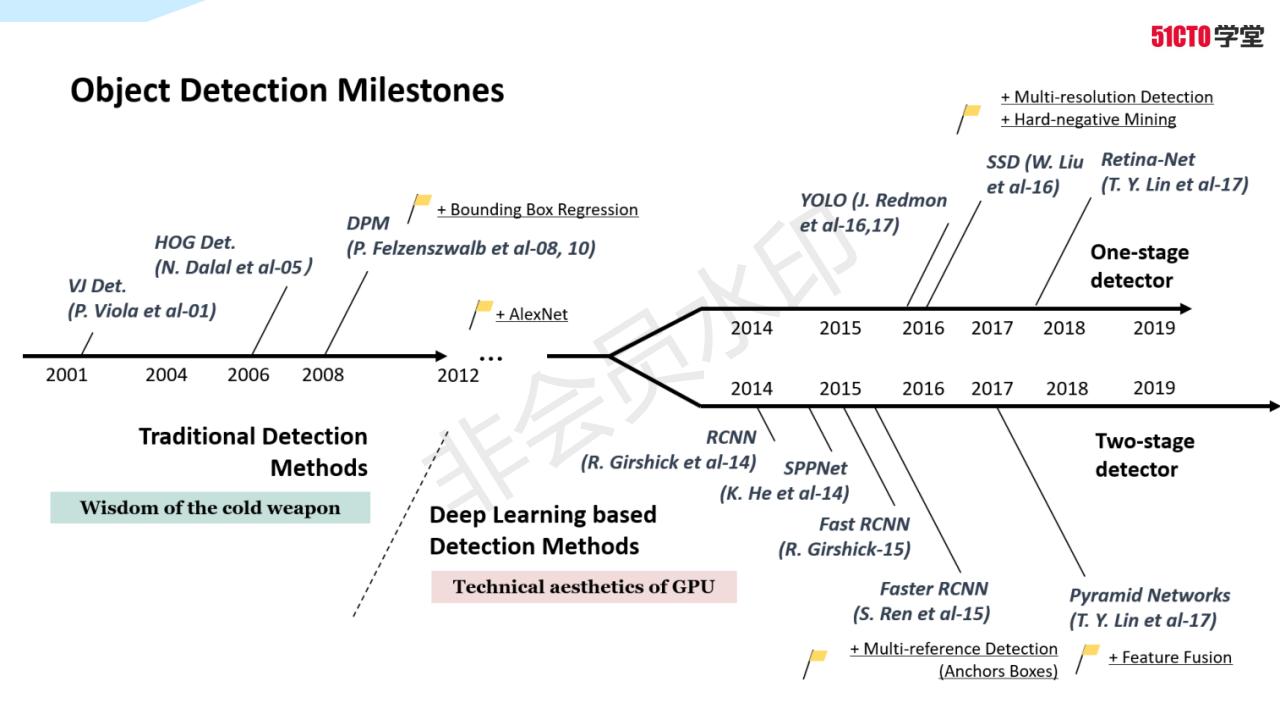 51CTO学堂
Object Detection Milestones
+ Multi-resolution Detection
+ Hard-negative Mining
SSD (W. Liu
et al-16)
Retina-Net
(T. Y. Lin et al-17)
YOLO (J. Redmon
et al-16,17)
+ Bounding Box Regression
DPM
(P. Felzenszwalb et al-08, 10)
HOG Det.
(N. Dalal et al-05)
VJ Det.
(P. Viola et al-01)
+ AlexNet
...
One-stage
detector
2014 2015 2016 2017 2018 2019
2001 2004 2006 2008 2012
2014 2015 2016 2017 2018 2019
Traditional Detection
Methods
Wisdom of the cold weapon
Deep Learning based
Detection Methods
Technical aesthetics of GPU
Two-stage
detector
RCNN
(R. Girshick et al-14)
SPPNet
(K. He et al-14)
Fast RCNN
(R. Girshick-15)
Faster RCNN
(S. Ren et al-15)
Pyramid Networks
(T. Y. Lin et al-17)
+ Multi-reference Detection
(Anchors Boxes)
+ Feature Fusion
非会员水印